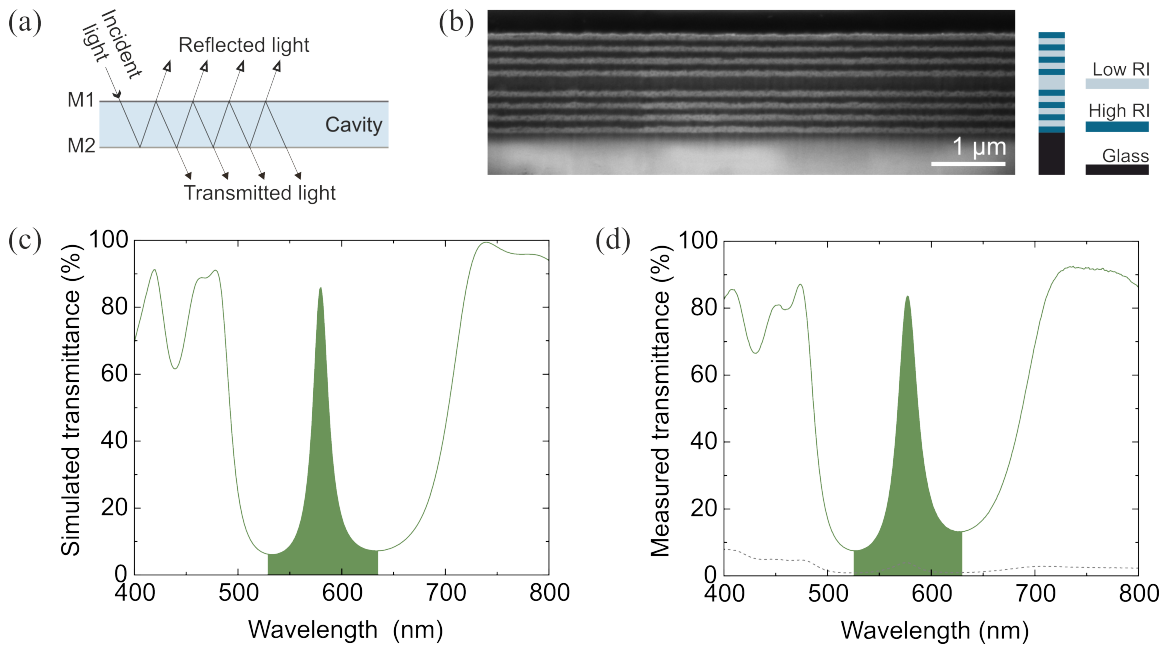 (a)
Incident
light
Reflected light
M1
Cavity
M2
Transmitted light
(b)
1 µm
Low RI
High RI
Glass
(c)
Simulated transmittance (%)
100
80
60
40
20
0
400
500
600
700
800
Wavelength (nm)
(d)
Measured transmittance (%)
100
80
60
40
20
0
400
500
600
700
800
Wavelength (nm)